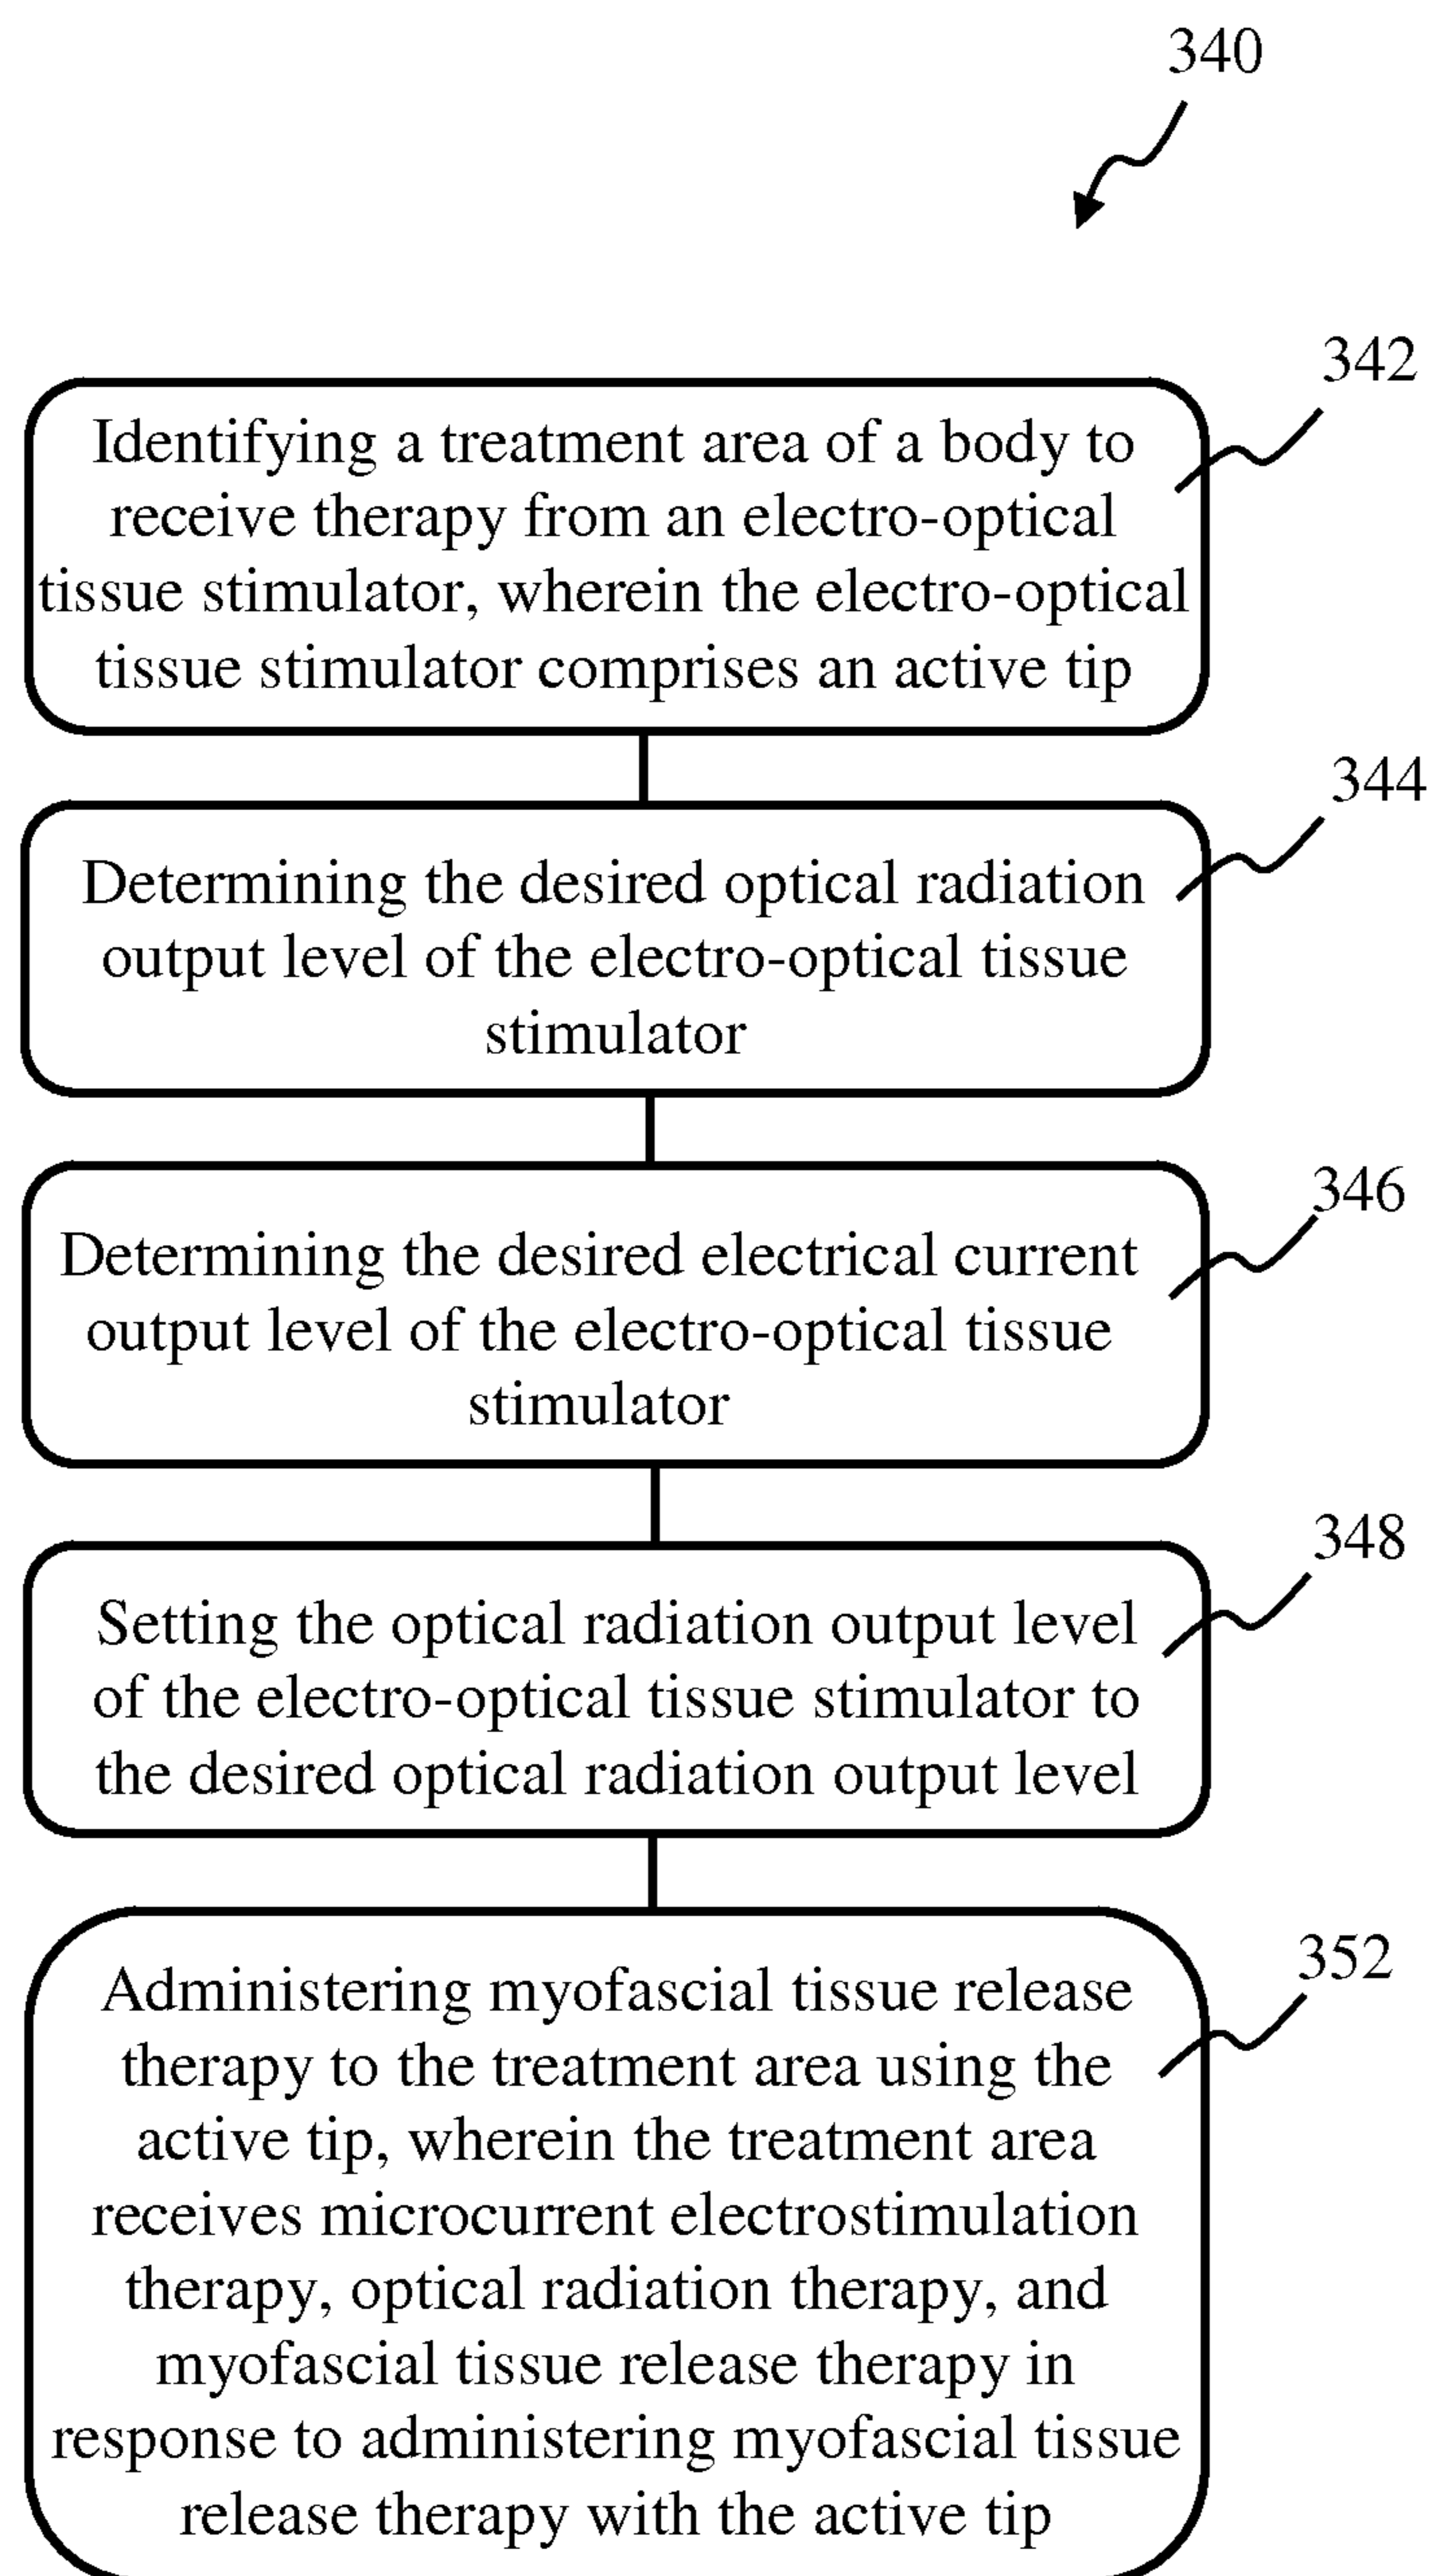 340
342
Identifying a treatment area of a body to
receive therapy from an electro-optical
tissue stimulator, wherein the electro-optical
tissue stimulator comprises an active tip
344
Determining the desired optical radiation
output level of the electro-optical tissue
stimulator
346
Determining the desired electrical current
output level of the electro-optical tissue
stimulator
348
Setting the optical radiation output level
of the electro-optical tissue stimulator to
the desired optical radiation output level
352
Administering myofascial tissue release
therapy to the treatment area using the
active tip, wherein the treatment area
receives microcurrent electrostimulation
therapy, optical radiation therapy, and
myofascial tissue release therapy in
response to administering myofascial tissue
release therapy with the active tip